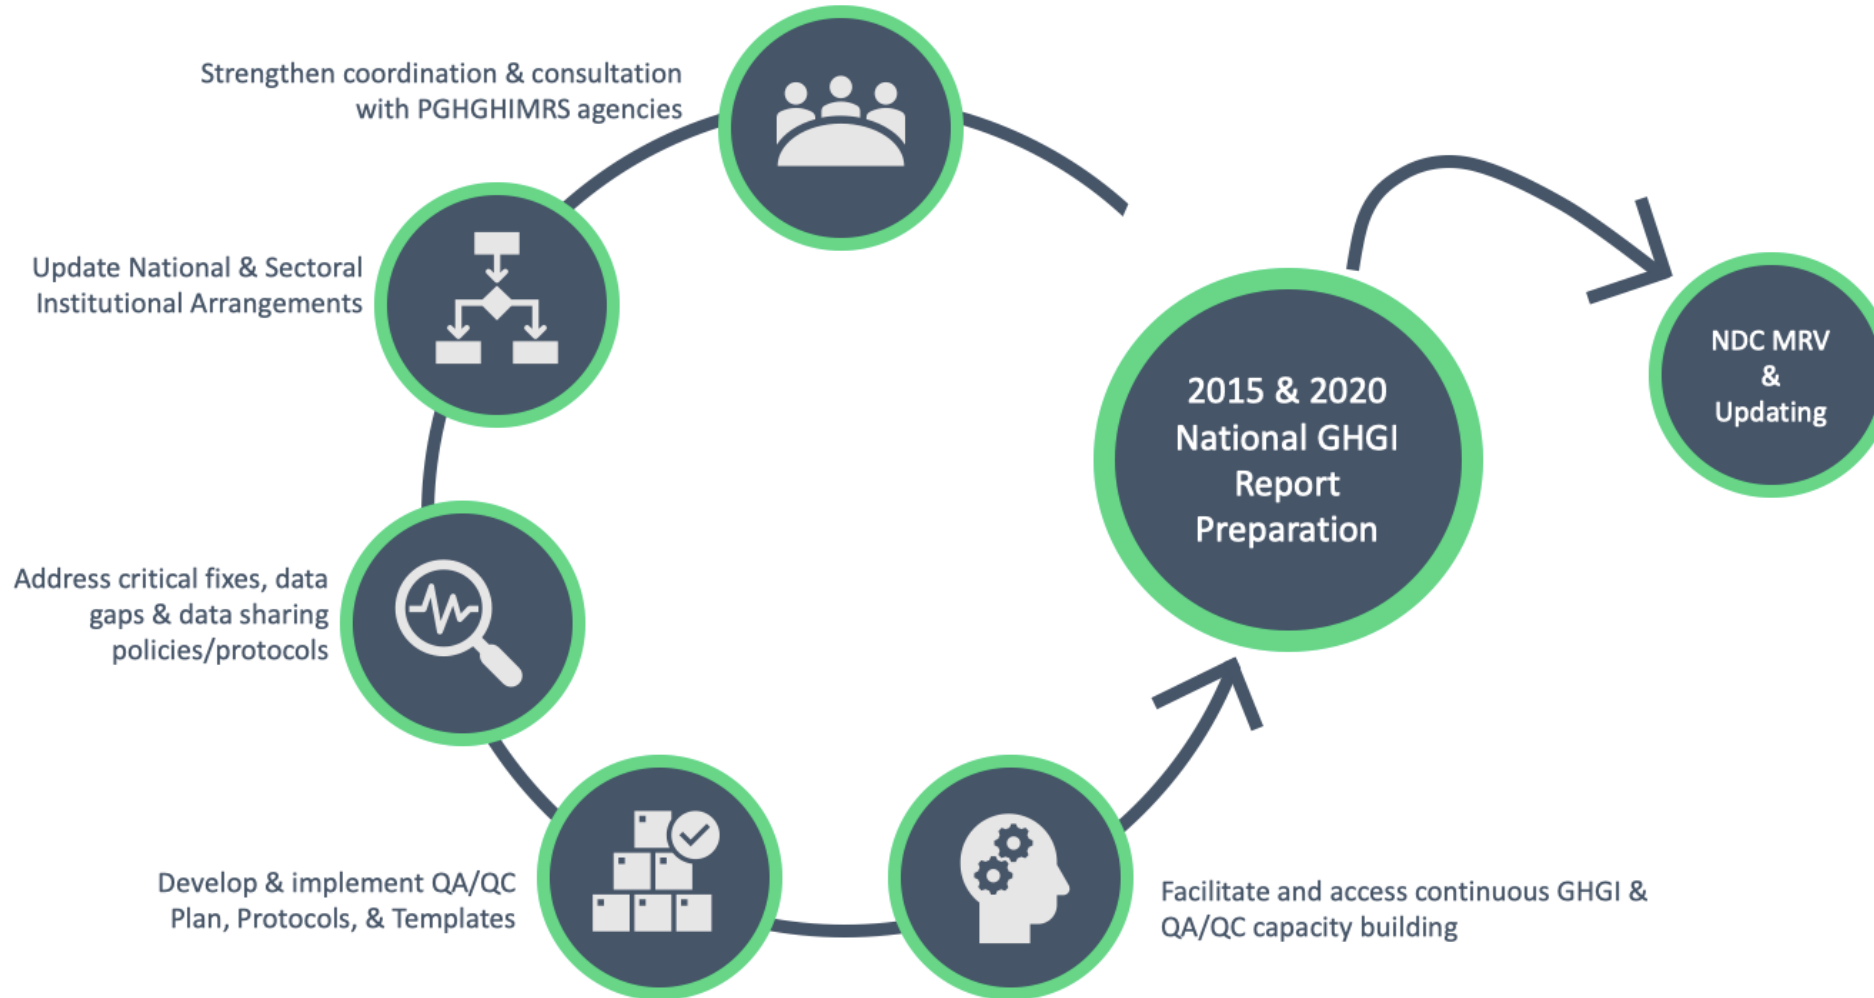 Strengthen coordination & consultation
with PGHGHIMRS agencies
Update National & Sectoral
Institutional Arrangements
Address critical fixes, data
gaps & data sharing
policies/protocols
Develop & implement QA/QC
Plan, Protocols, & Templates
Facilitate and access continuous GHGI &
QA/QC capacity building
2015 & 2020
National GHGI
Report
Preparation
NDC MRV
&
Updating